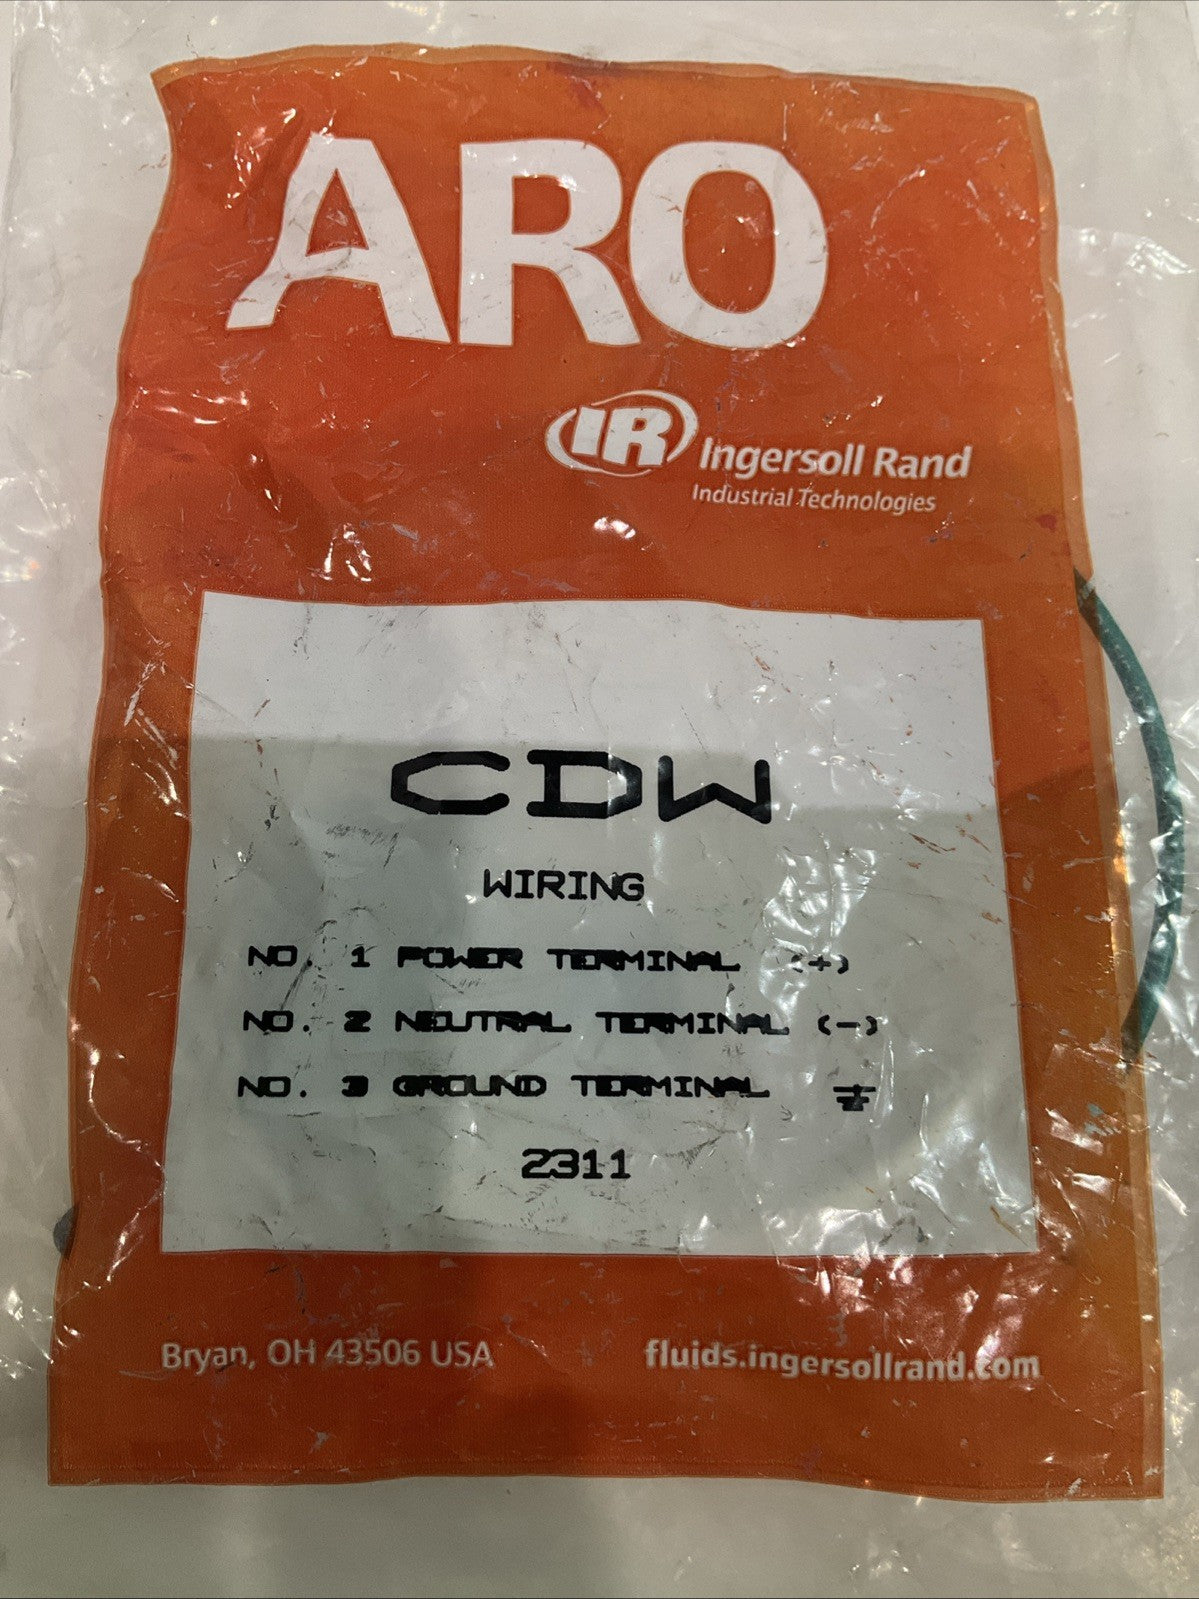 ARO
IR Ingersoll Rand
Industrial Technologies
CDW
WIRING
NO. 1 POWER TERMINAL (+)
NO. 2 NEUTRAL TERMINAL (-)
NO. 3 GROUND TERMINAL ⏚
2311
Bryan, OH 43506 USA
fluids.ingersollrand.com